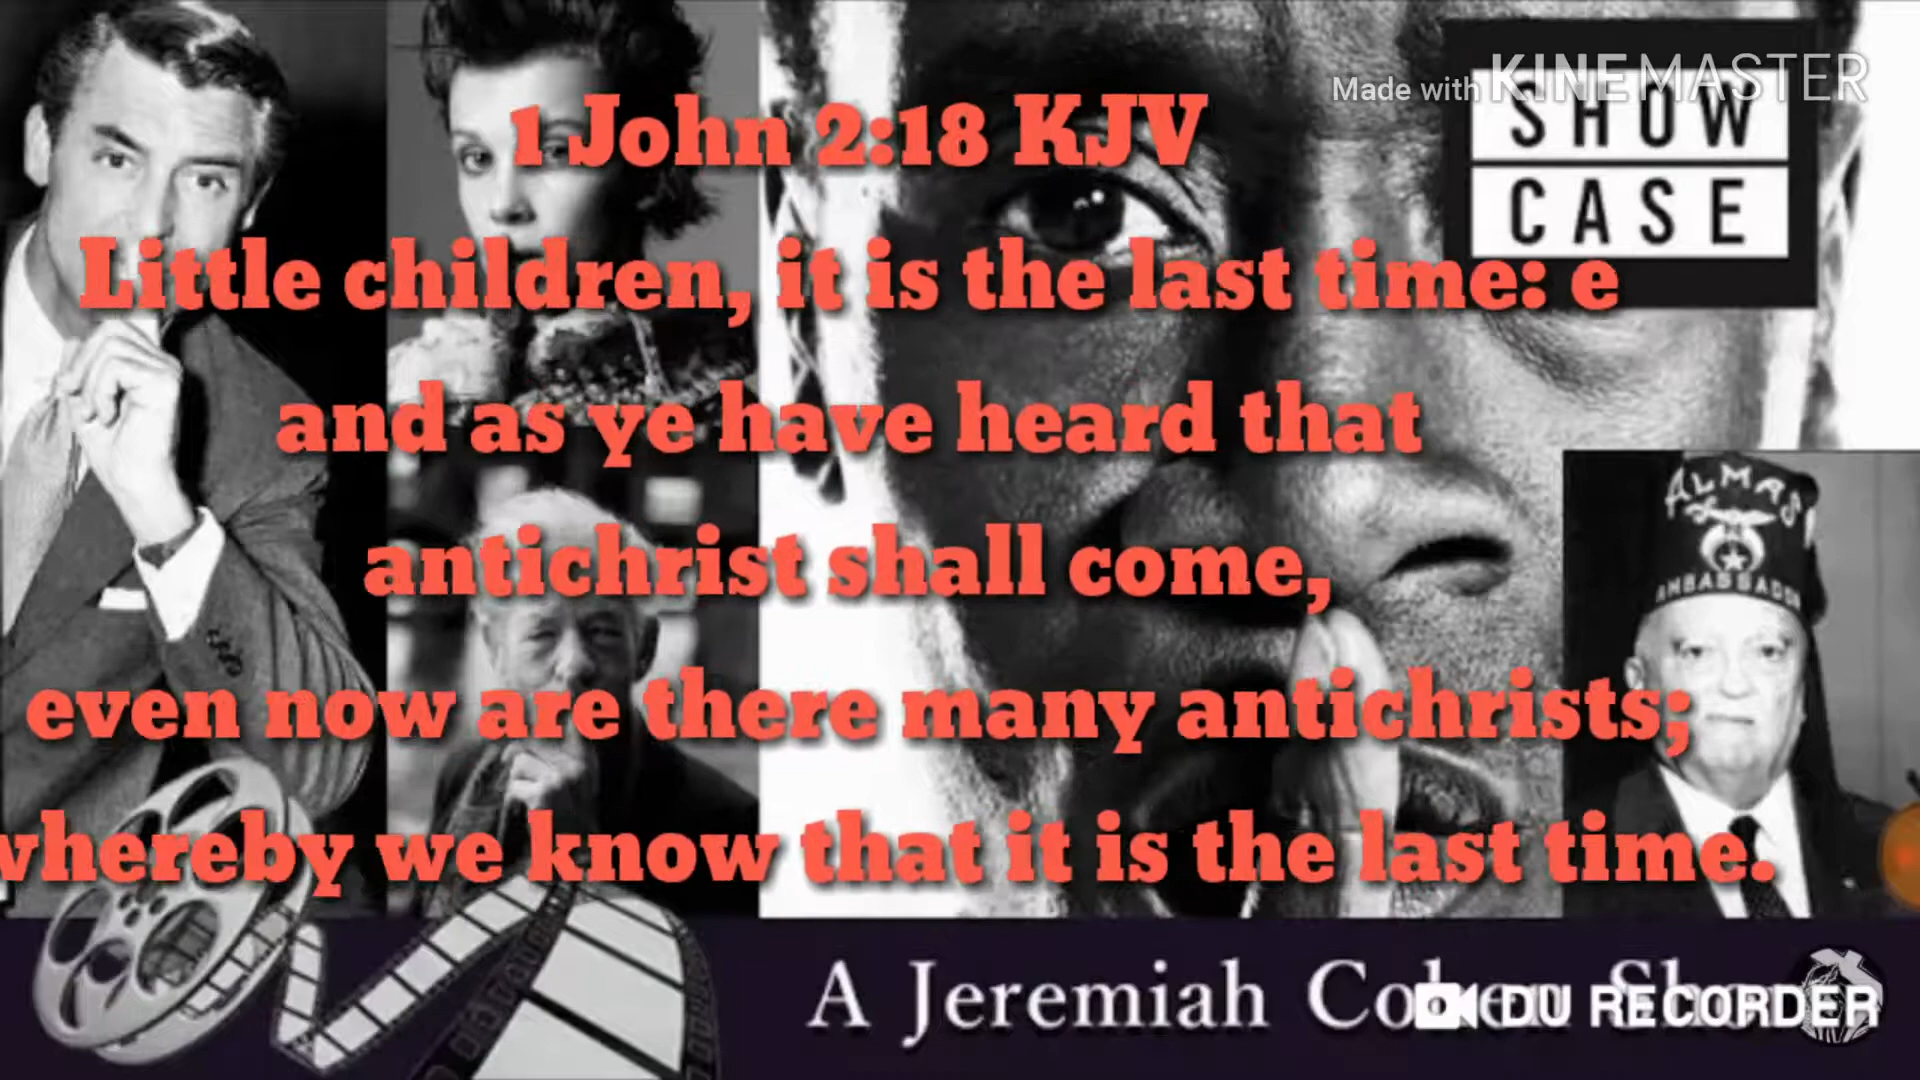 Made with KINEMASTER
SHOW
CASE
1 John 2:18 KJV
Little children, it is the last time: e
and as ye have heard that
antichrist shall come,
even now are there many antichrists;
whereby we know that it is the last time.
ALMAS
AMBASSADOR
A Jeremiah Cohen Show
DU RECORDER